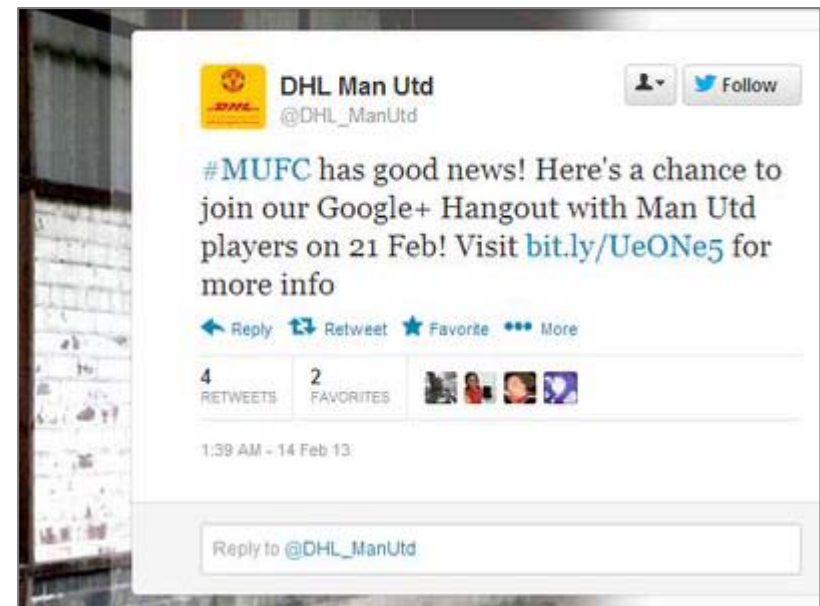 DHL
DHL Man Utd
@DHL_ManUtd
Follow
#MUFC has good news! Here's a chance to
join our Google+ Hangout with Man Utd
players on 21 Feb! Visit bit.ly/UeONe5 for
more info
Reply Retweet Favorite More
4 2
RETWEETS FAVORITES
1:39 AM - 14 Feb 13
Reply to @DHL_ManUtd